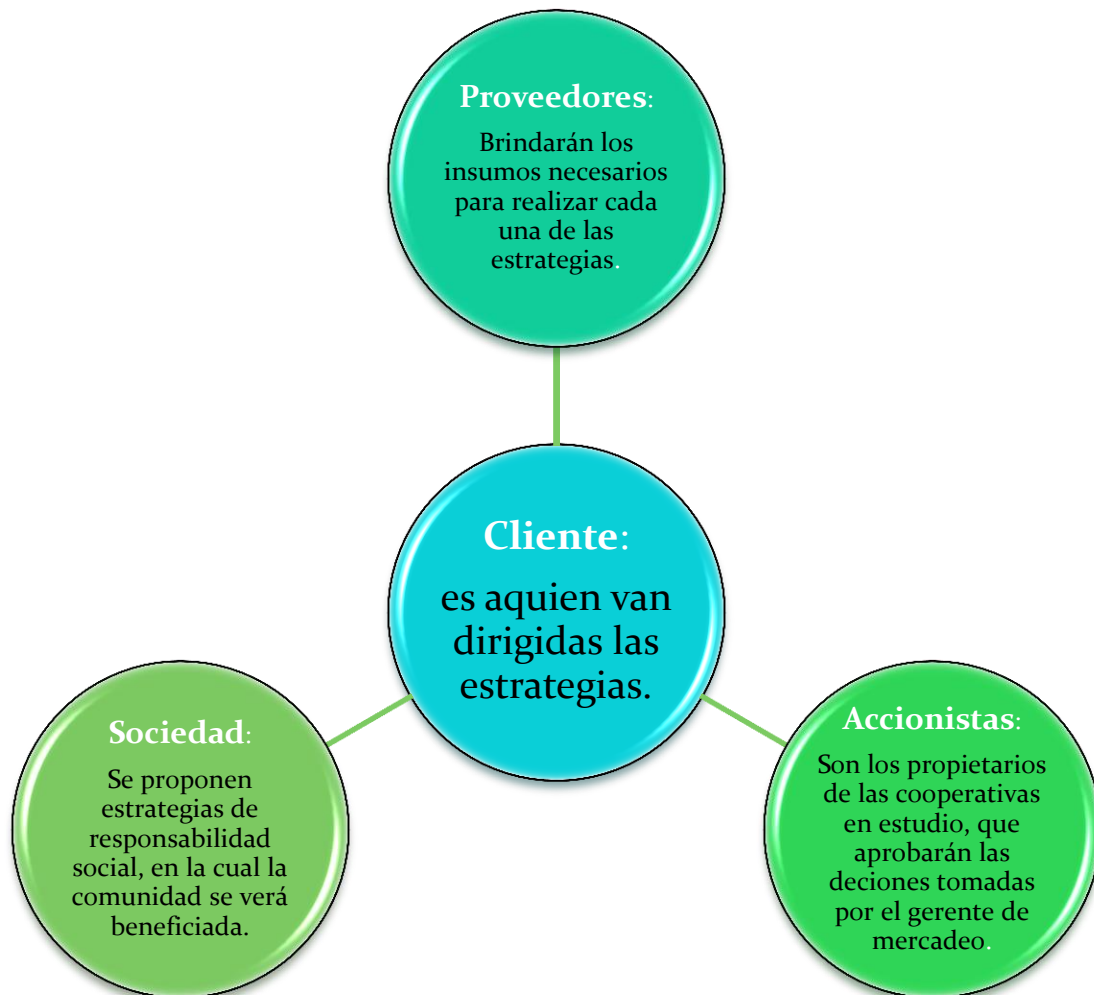 Proveedores:
Brindarán los
insumos necesarios
para realizar cada
una de las
estrategias.
Cliente:
es aquien van
dirigidas las
estrategias.
Sociedad:
Se proponen
estrategias de
responsabilidad
social, en la cual la
comunidad se verá
beneficiada.
Accionistas:
Son los propietarios
de las cooperativas
en estudio, que
aprobarán las
deciones tomadas
por el gerente de
mercadeo.